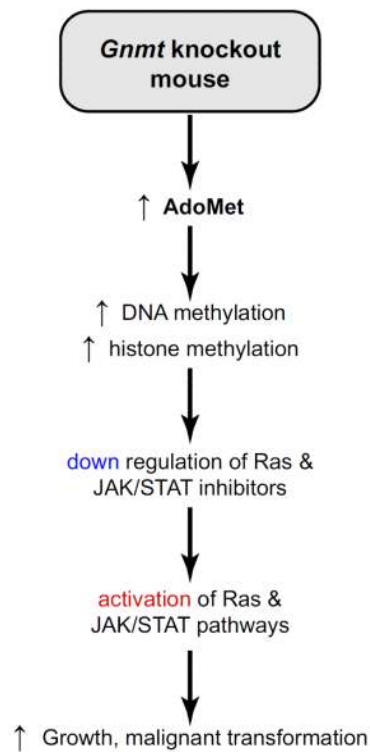 Gnmt knockout
mouse
↑ AdoMet
↑ DNA methylation
↑ histone methylation
down regulation of Ras &
JAK/STAT inhibitors
activation of Ras &
JAK/STAT pathways
↑ Growth, malignant transformation